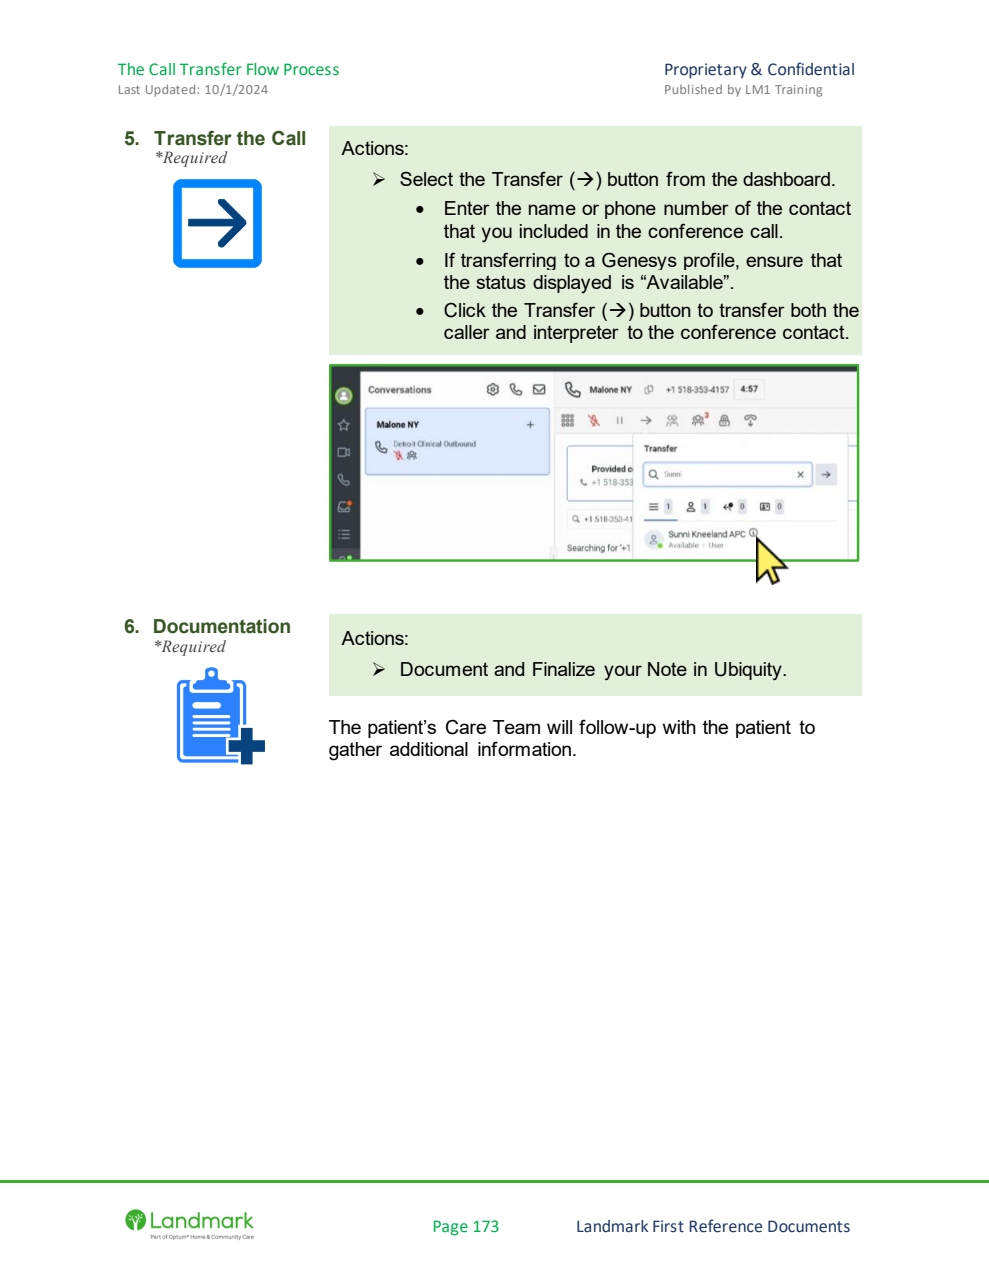 The Call Transfer Flow Process
Proprietary & Confidential
Last Updated: 10/1/2024
Published by LM1 Training
5. Transfer the Call
*Required
Actions:
➢ Select the Transfer (→) button from the dashboard.
• Enter the name or phone number of the contact
that you included in the conference call.
• If transferring to a Genesys profile, ensure that
the status displayed is “Available”.
• Click the Transfer (→) button to transfer both the
caller and interpreter to the conference contact.
Conversations
Malone NY
+1 518-353-4157
4:57
Malone NY
+
Detroit Clinical Outbound
3
Transfer
Provided c
+1 518-353
Sunni
1 1 0 0
+1 518-353-41
Searching for '+1
Sunni Kneeland APC
Available | User
6. Documentation
*Required
Actions:
➢ Document and Finalize your Note in Ubiquity.
The patient’s Care Team will follow-up with the patient to
gather additional information.
Landmark
Part of Optum® Home & Community Care
Page 173
Landmark First Reference Documents